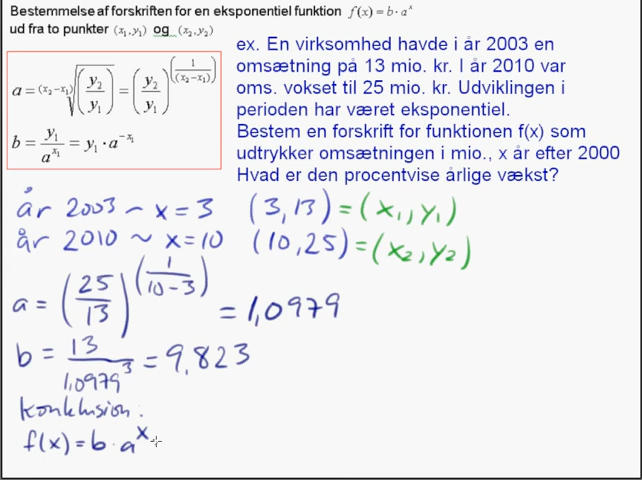 Bestemmelse af forskriften for en eksponentiel funktion f(x) = b · a^x
ud fra to punkter (x₁, y₁) og (x₂, y₂)
a = ^(x₂−x₁)√(y₂/y₁) = (y₂/y₁)^(1/(x₂−x₁))
b = y₁/a^x₁ = y₁ · a^−x₁
ex. En virksomhed havde i år 2003 en
omsætning på 13 mio. kr. I år 2010 var
oms. vokset til 25 mio. kr. Udviklingen i
perioden har været eksponentiel.
Bestem en forskrift for funktionen f(x) som
udtrykker omsætningen i mio., x år efter 2000
Hvad er den procentvise årlige vækst?
år 2003 ~ x = 3 (3,13) = (x₁, y₁)
år 2010 ~ x = 10 (10,25) = (x₂, y₂)
a = (25/13)^(1/(10−3)) = 1,0979
b = 13/1,0979³ = 9,823
konklusion:
f(x) = b · a^x